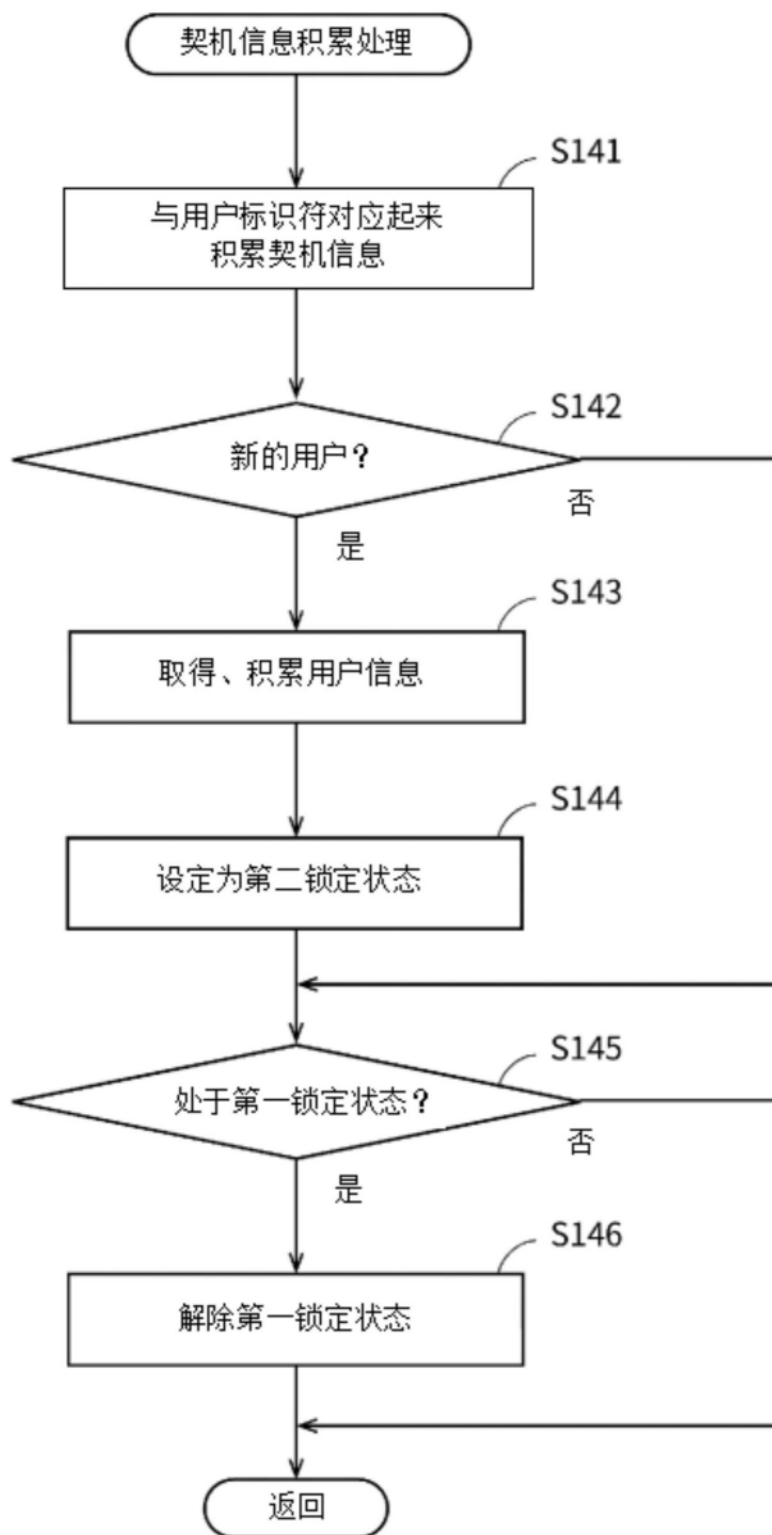 契机信息积累处理
S141
与用户标识符对应起来
积累契机信息
S142
新的用户？
否
是
S143
取得、积累用户信息
S144
设定为第二锁定状态
S145
处于第一锁定状态？
否
是
S146
解除第一锁定状态
返回